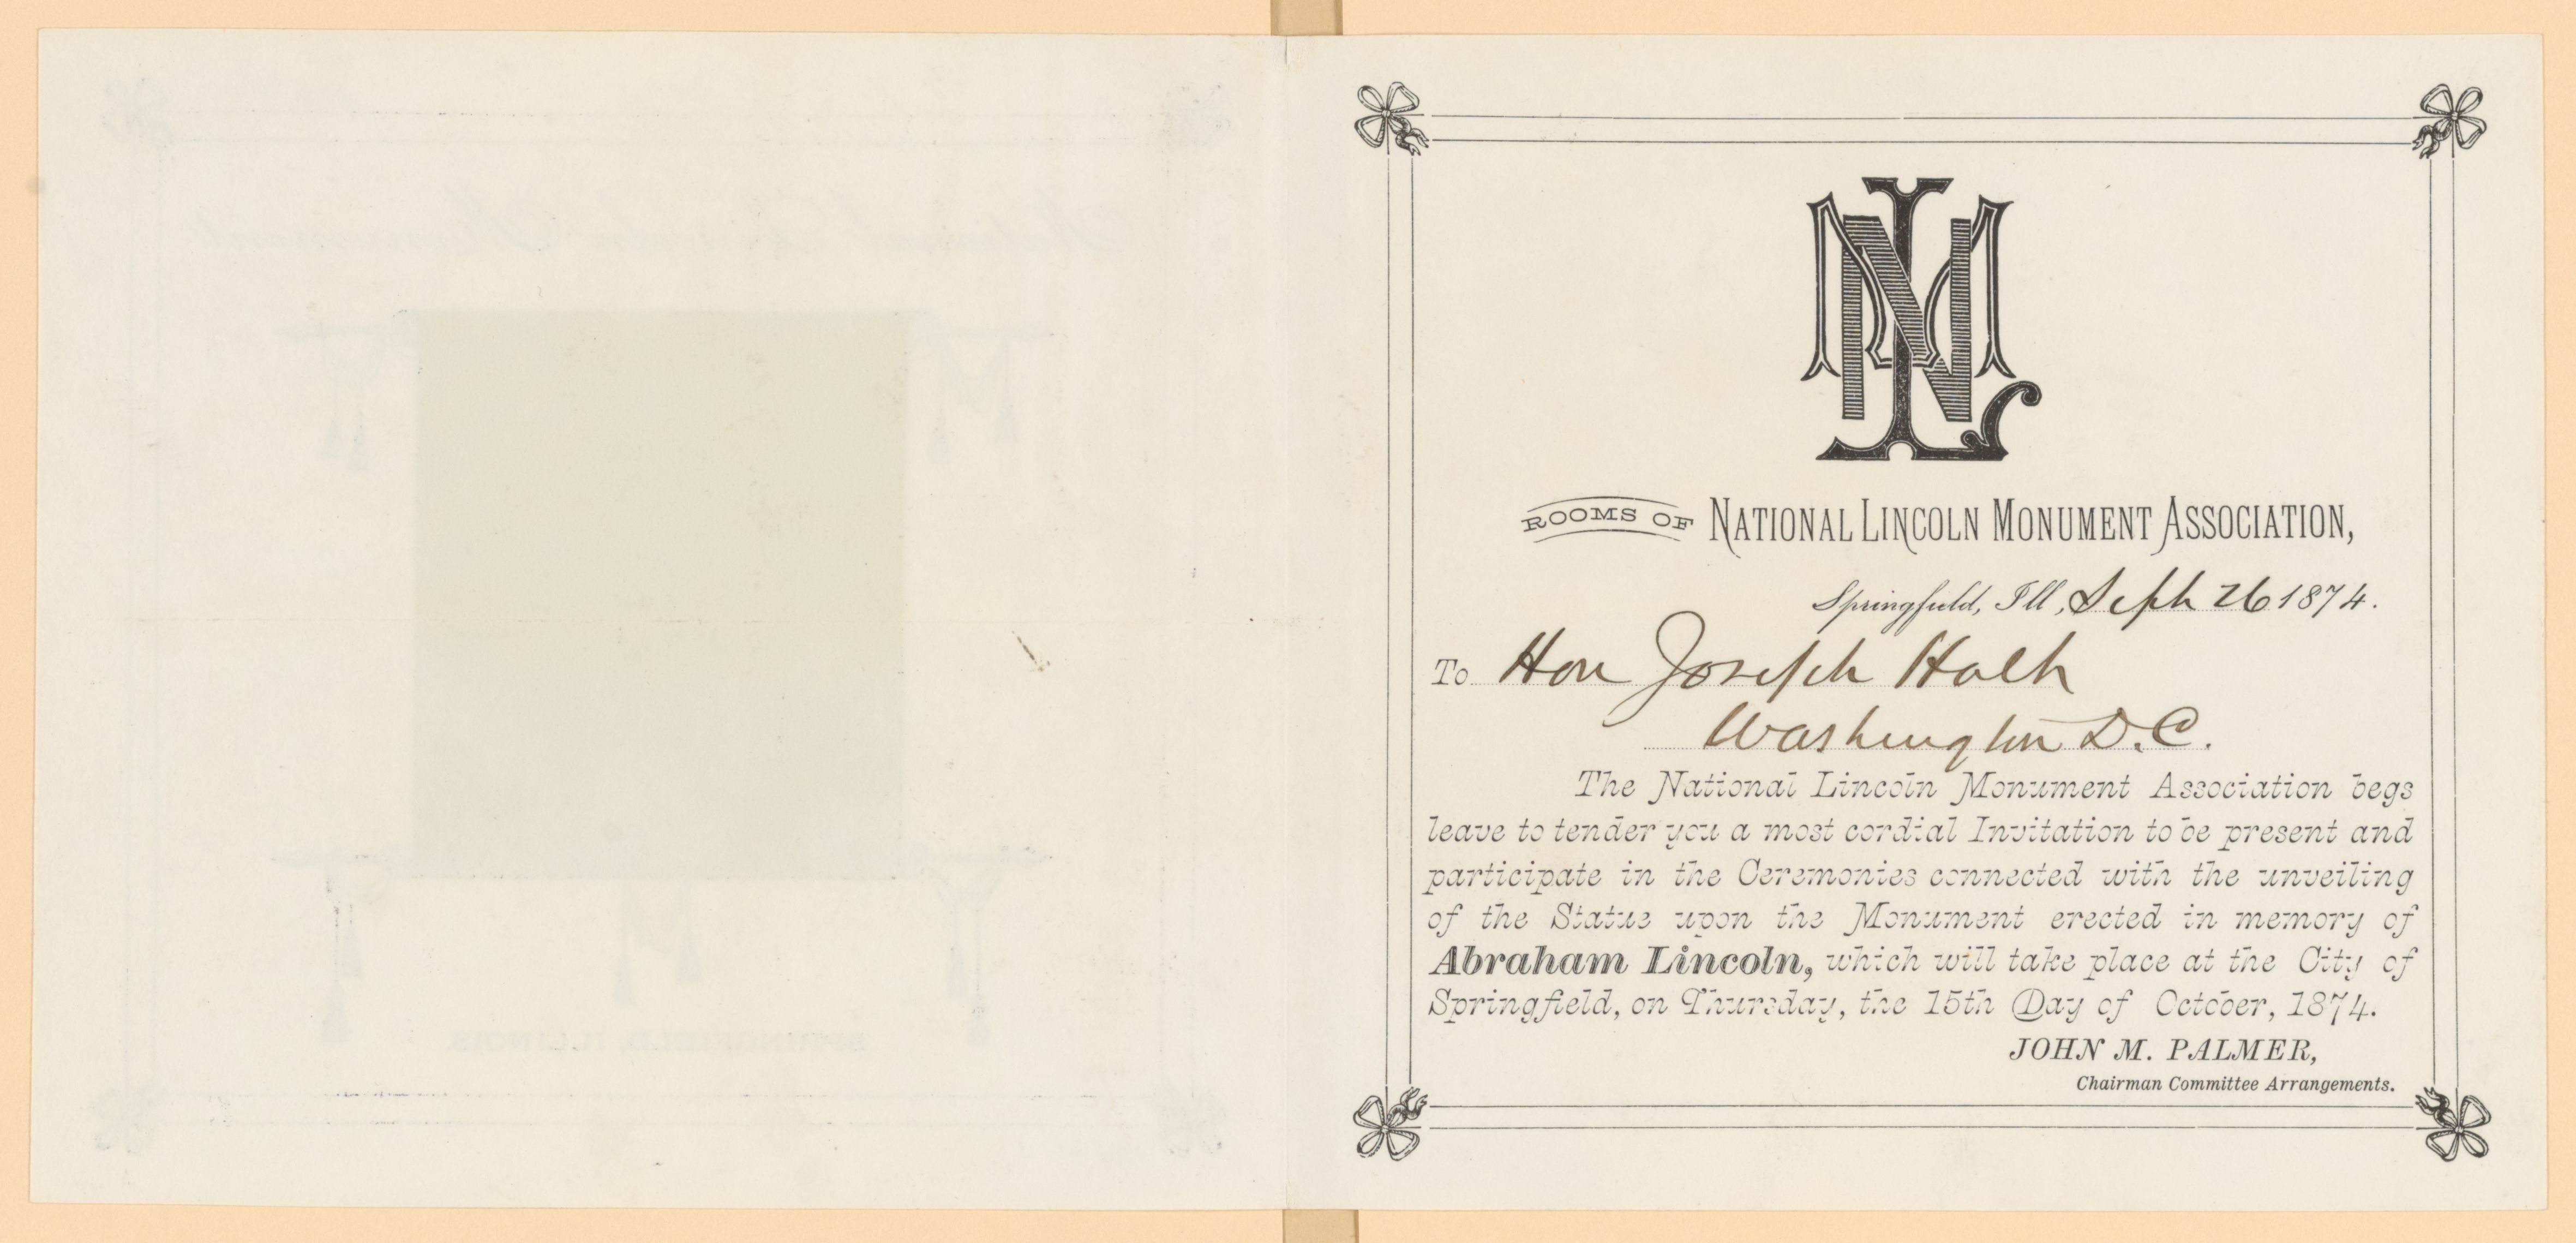 NLM
ROOMS OF NATIONAL LINCOLN MONUMENT ASSOCIATION,
Springfield, Ill, Sept 26 1874.
To Hon Joseph Holt
Washington D.C.
The National Lincoln Monument Association begs
leave to tender you a most cordial Invitation to be present and
participate in the Ceremonies connected with the unveiling
of the Statue upon the Monument erected in memory of
Abraham Lincoln, which will take place at the City of
Springfield, on Thursday, the 15th Day of October, 1874.
JOHN M. PALMER,
Chairman Committee Arrangements.